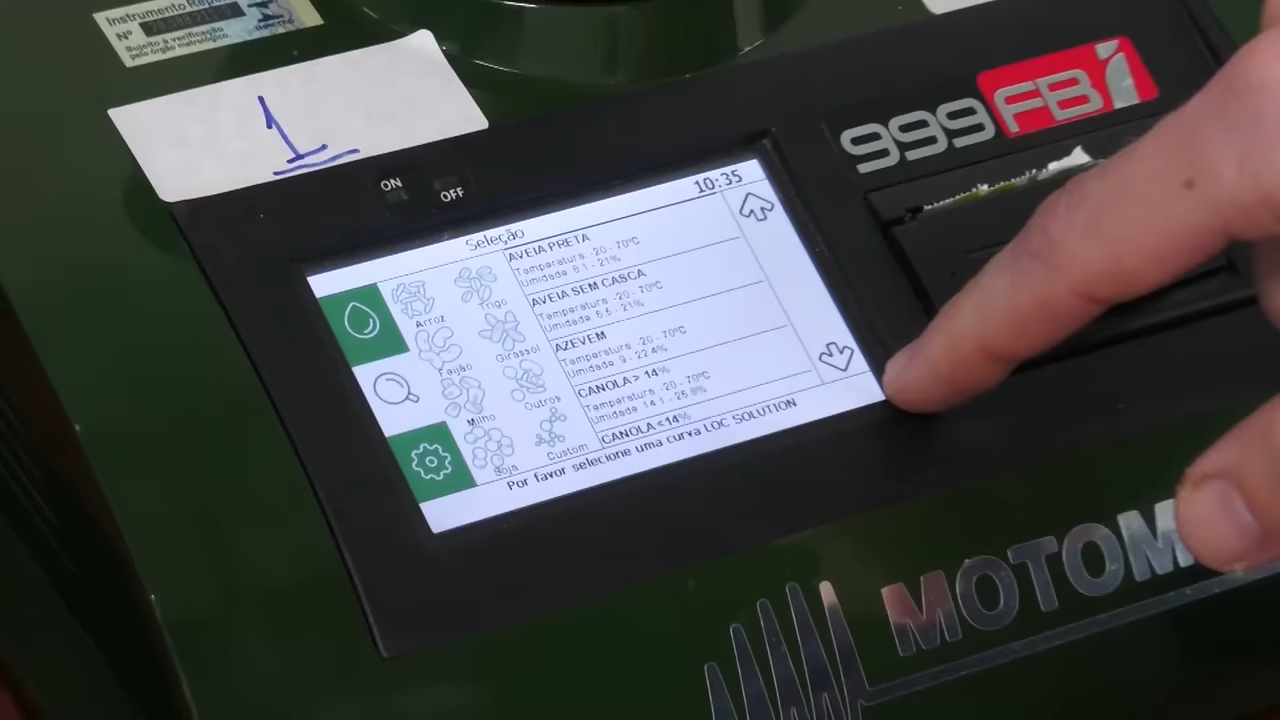 Instrumento
Nº
Sujeito à verificação
pelo órgão metrológico.
1
ON
OFF
999FBi
10:35
Seleção
Arroz
Trigo
Feijão
Girassol
Milho
Outros
Soja
Custom
AVEIA PRETA
Temperatura -20 - 70ºC
Umidade 8.1 - 21%
AVEIA SEM CASCA
Temperatura -20 - 70ºC
Umidade 6.5 - 21%
AZEVEM
Temperatura -20 - 70ºC
Umidade 9 - 22.4%
CANOLA > 14%
Temperatura -20 - 70ºC
Umidade 14.1 - 25.8%
CANOLA <14%
Por favor selecione uma curva LOC SOLUTION
MOTOM